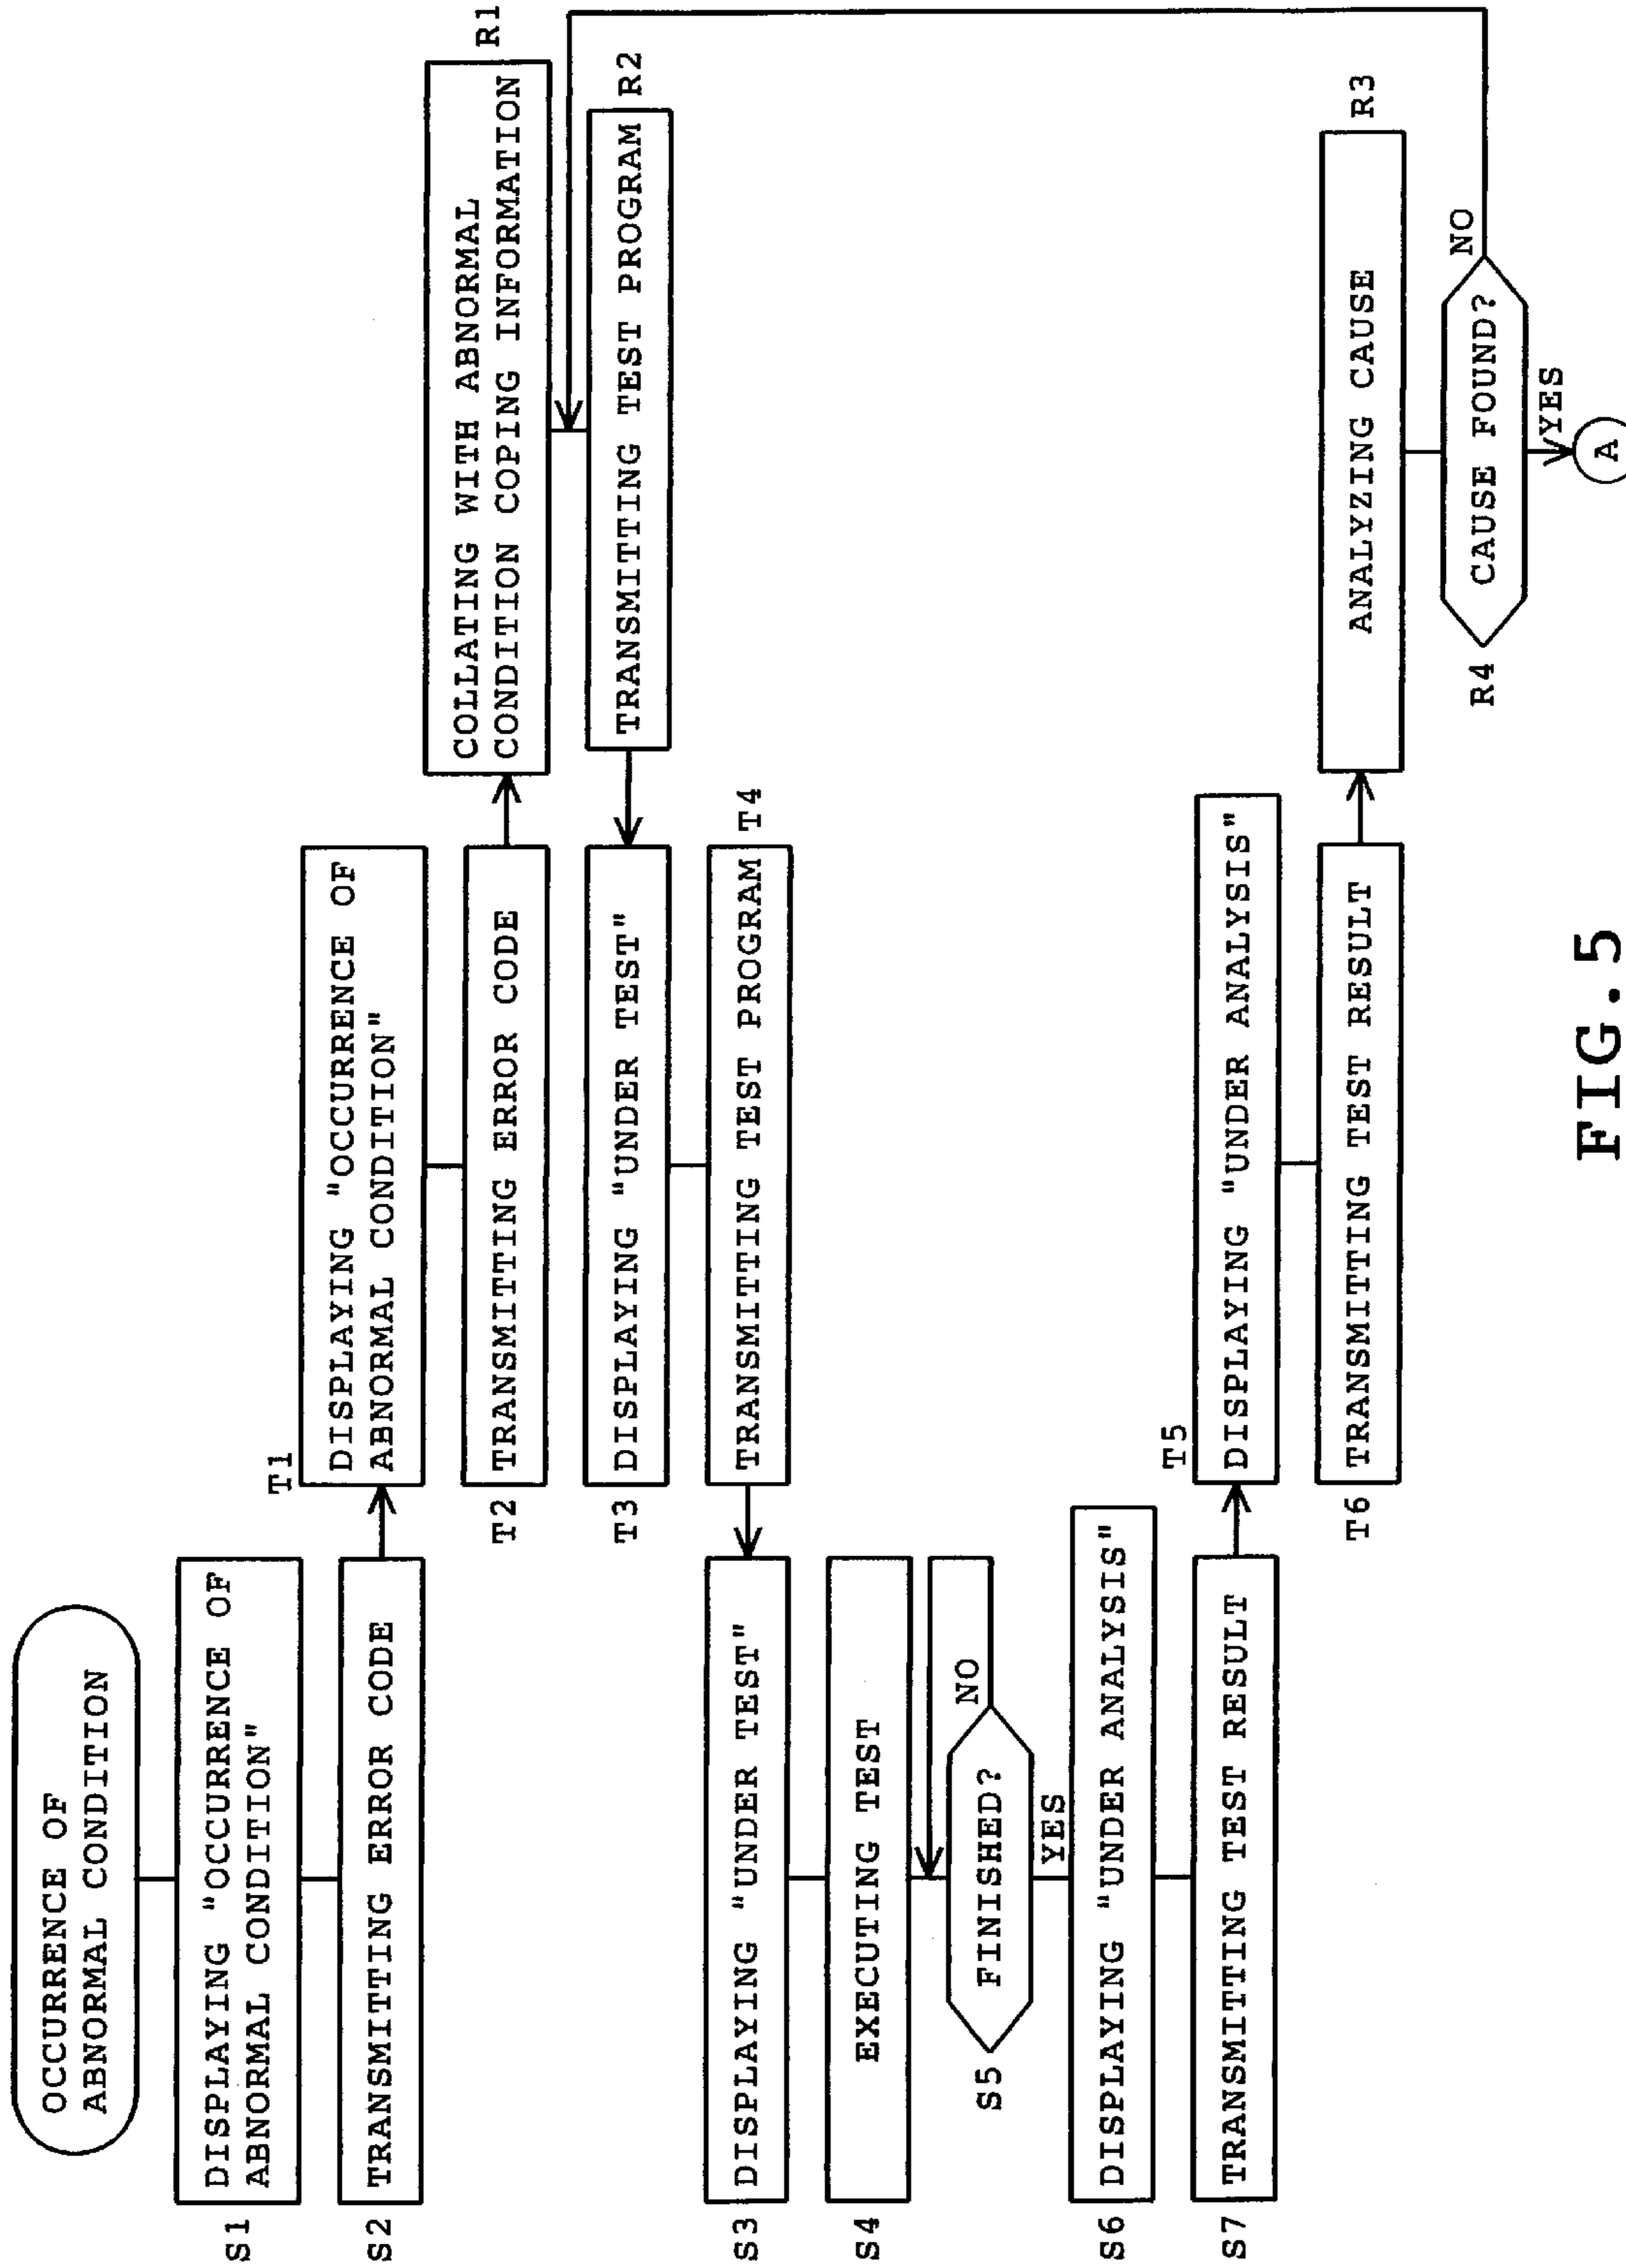 OCCURRENCE OF
ABNORMAL CONDITION
S1
DISPLAYING "OCCURRENCE OF
ABNORMAL CONDITION"
S2
TRANSMITTING ERROR CODE
T1
DISPLAYING "OCCURRENCE OF
ABNORMAL CONDITION"
T2
TRANSMITTING ERROR CODE
R1
COLLATING WITH ABNORMAL
CONDITION COPING INFORMATION
TRANSMITTING TEST PROGRAM
R2
T3
DISPLAYING "UNDER TEST"
TRANSMITTING TEST PROGRAM
T4
S3
DISPLAYING "UNDER TEST"
S4
EXECUTING TEST
S5
FINISHED?
NO
YES
S6
DISPLAYING "UNDER ANALYSIS"
S7
TRANSMITTING TEST RESULT
T5
DISPLAYING "UNDER ANALYSIS"
T6
TRANSMITTING TEST RESULT
ANALYZING CAUSE
R3
R4
CAUSE FOUND?
NO
YES
A
FIG.5